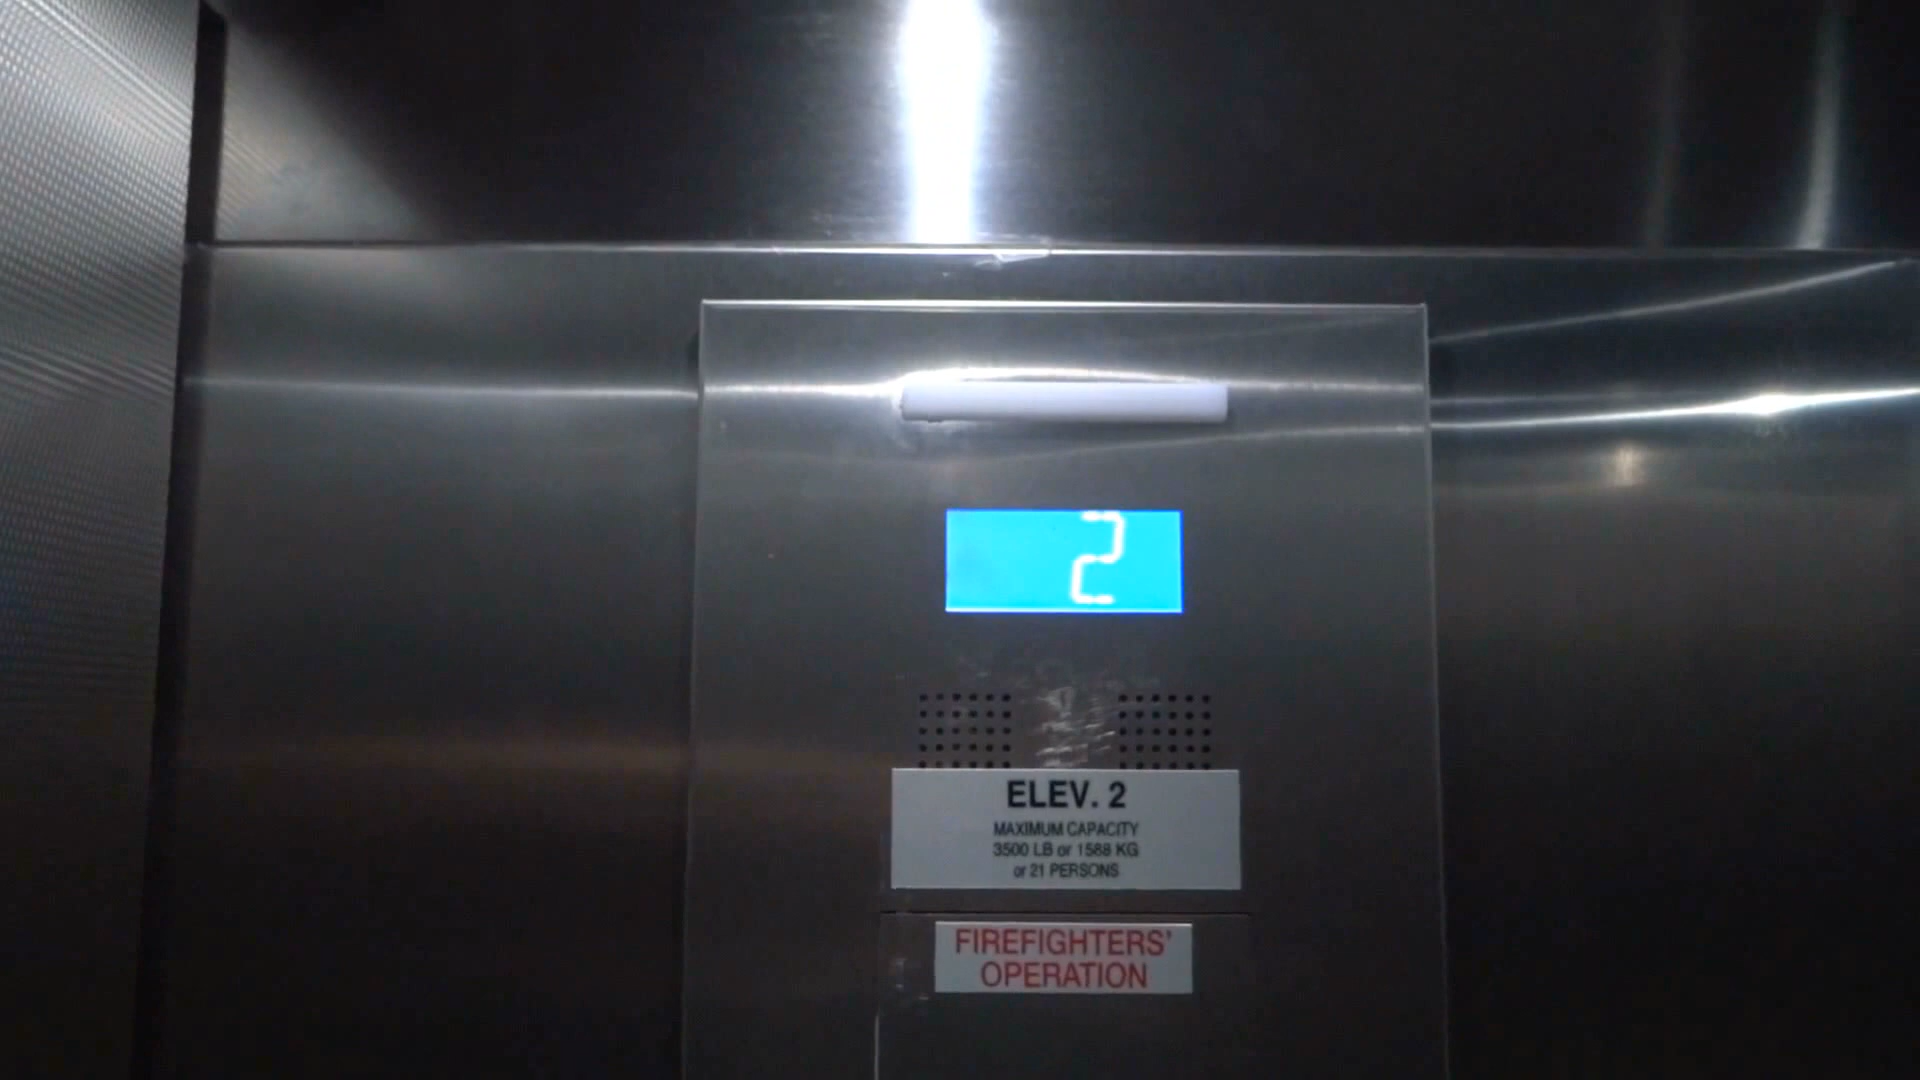 2
ELEV. 2
MAXIMUM CAPACITY
3500 LB or 1588 KG
or 21 PERSONS
FIREFIGHTERS'
OPERATION